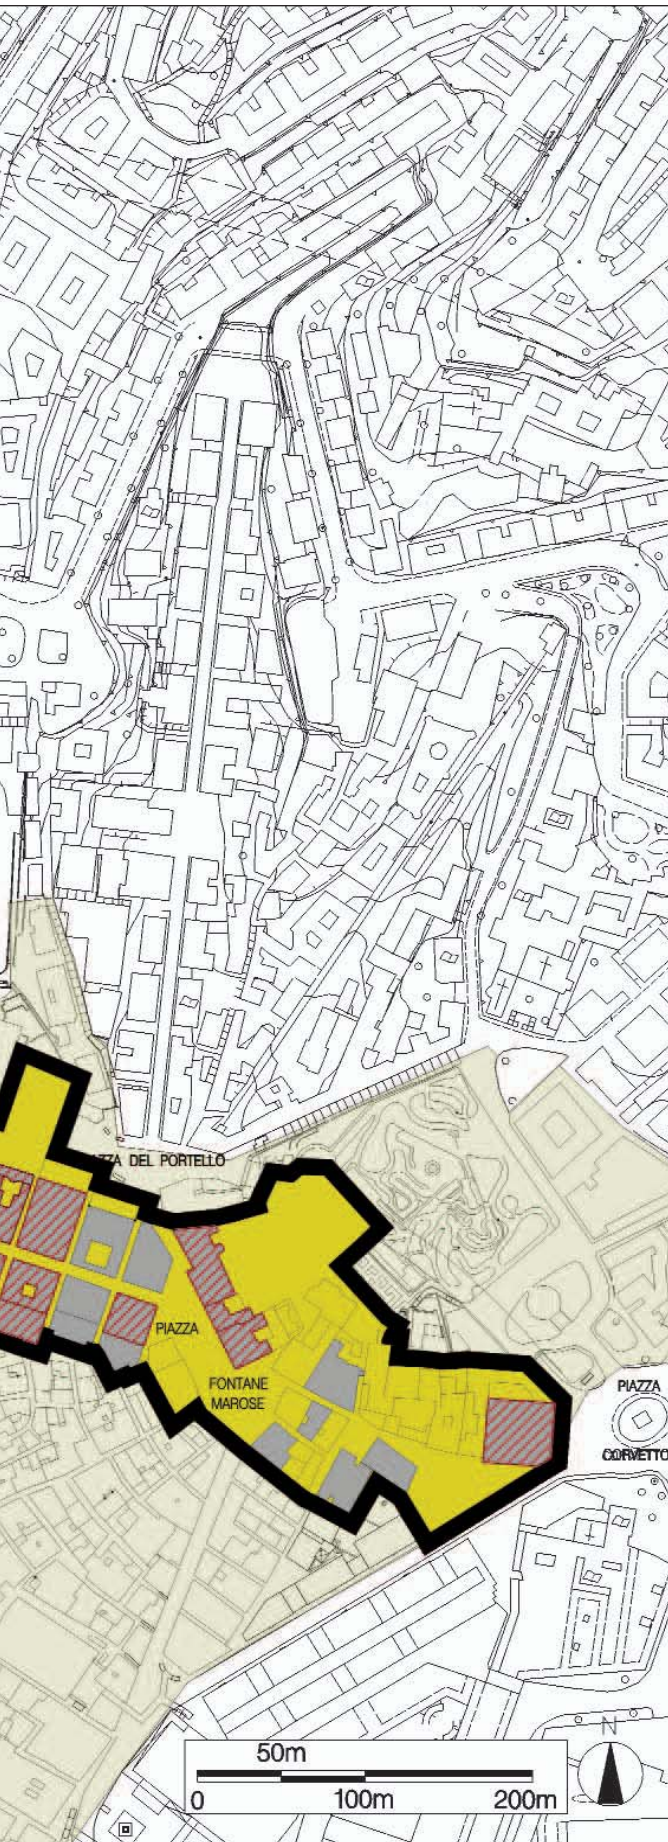 ZZA DEL PORTELLO
PIAZZA
FONTANE
MAROSE
PIAZZA
CORVETTO
N
50m
0 100m 200m